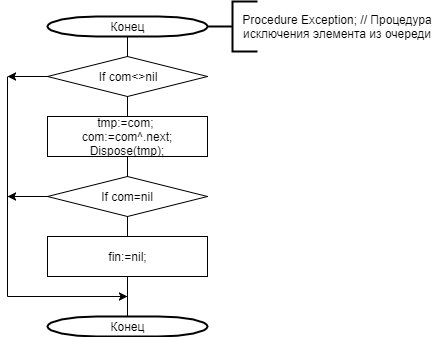 Конец
Procedure Exception; // Процедура
исключения элемента из очереди
If com<>nil
tmp:=com;
com:=com^.next;
Dispose(tmp);
If com=nil
fin:=nil;
Конец